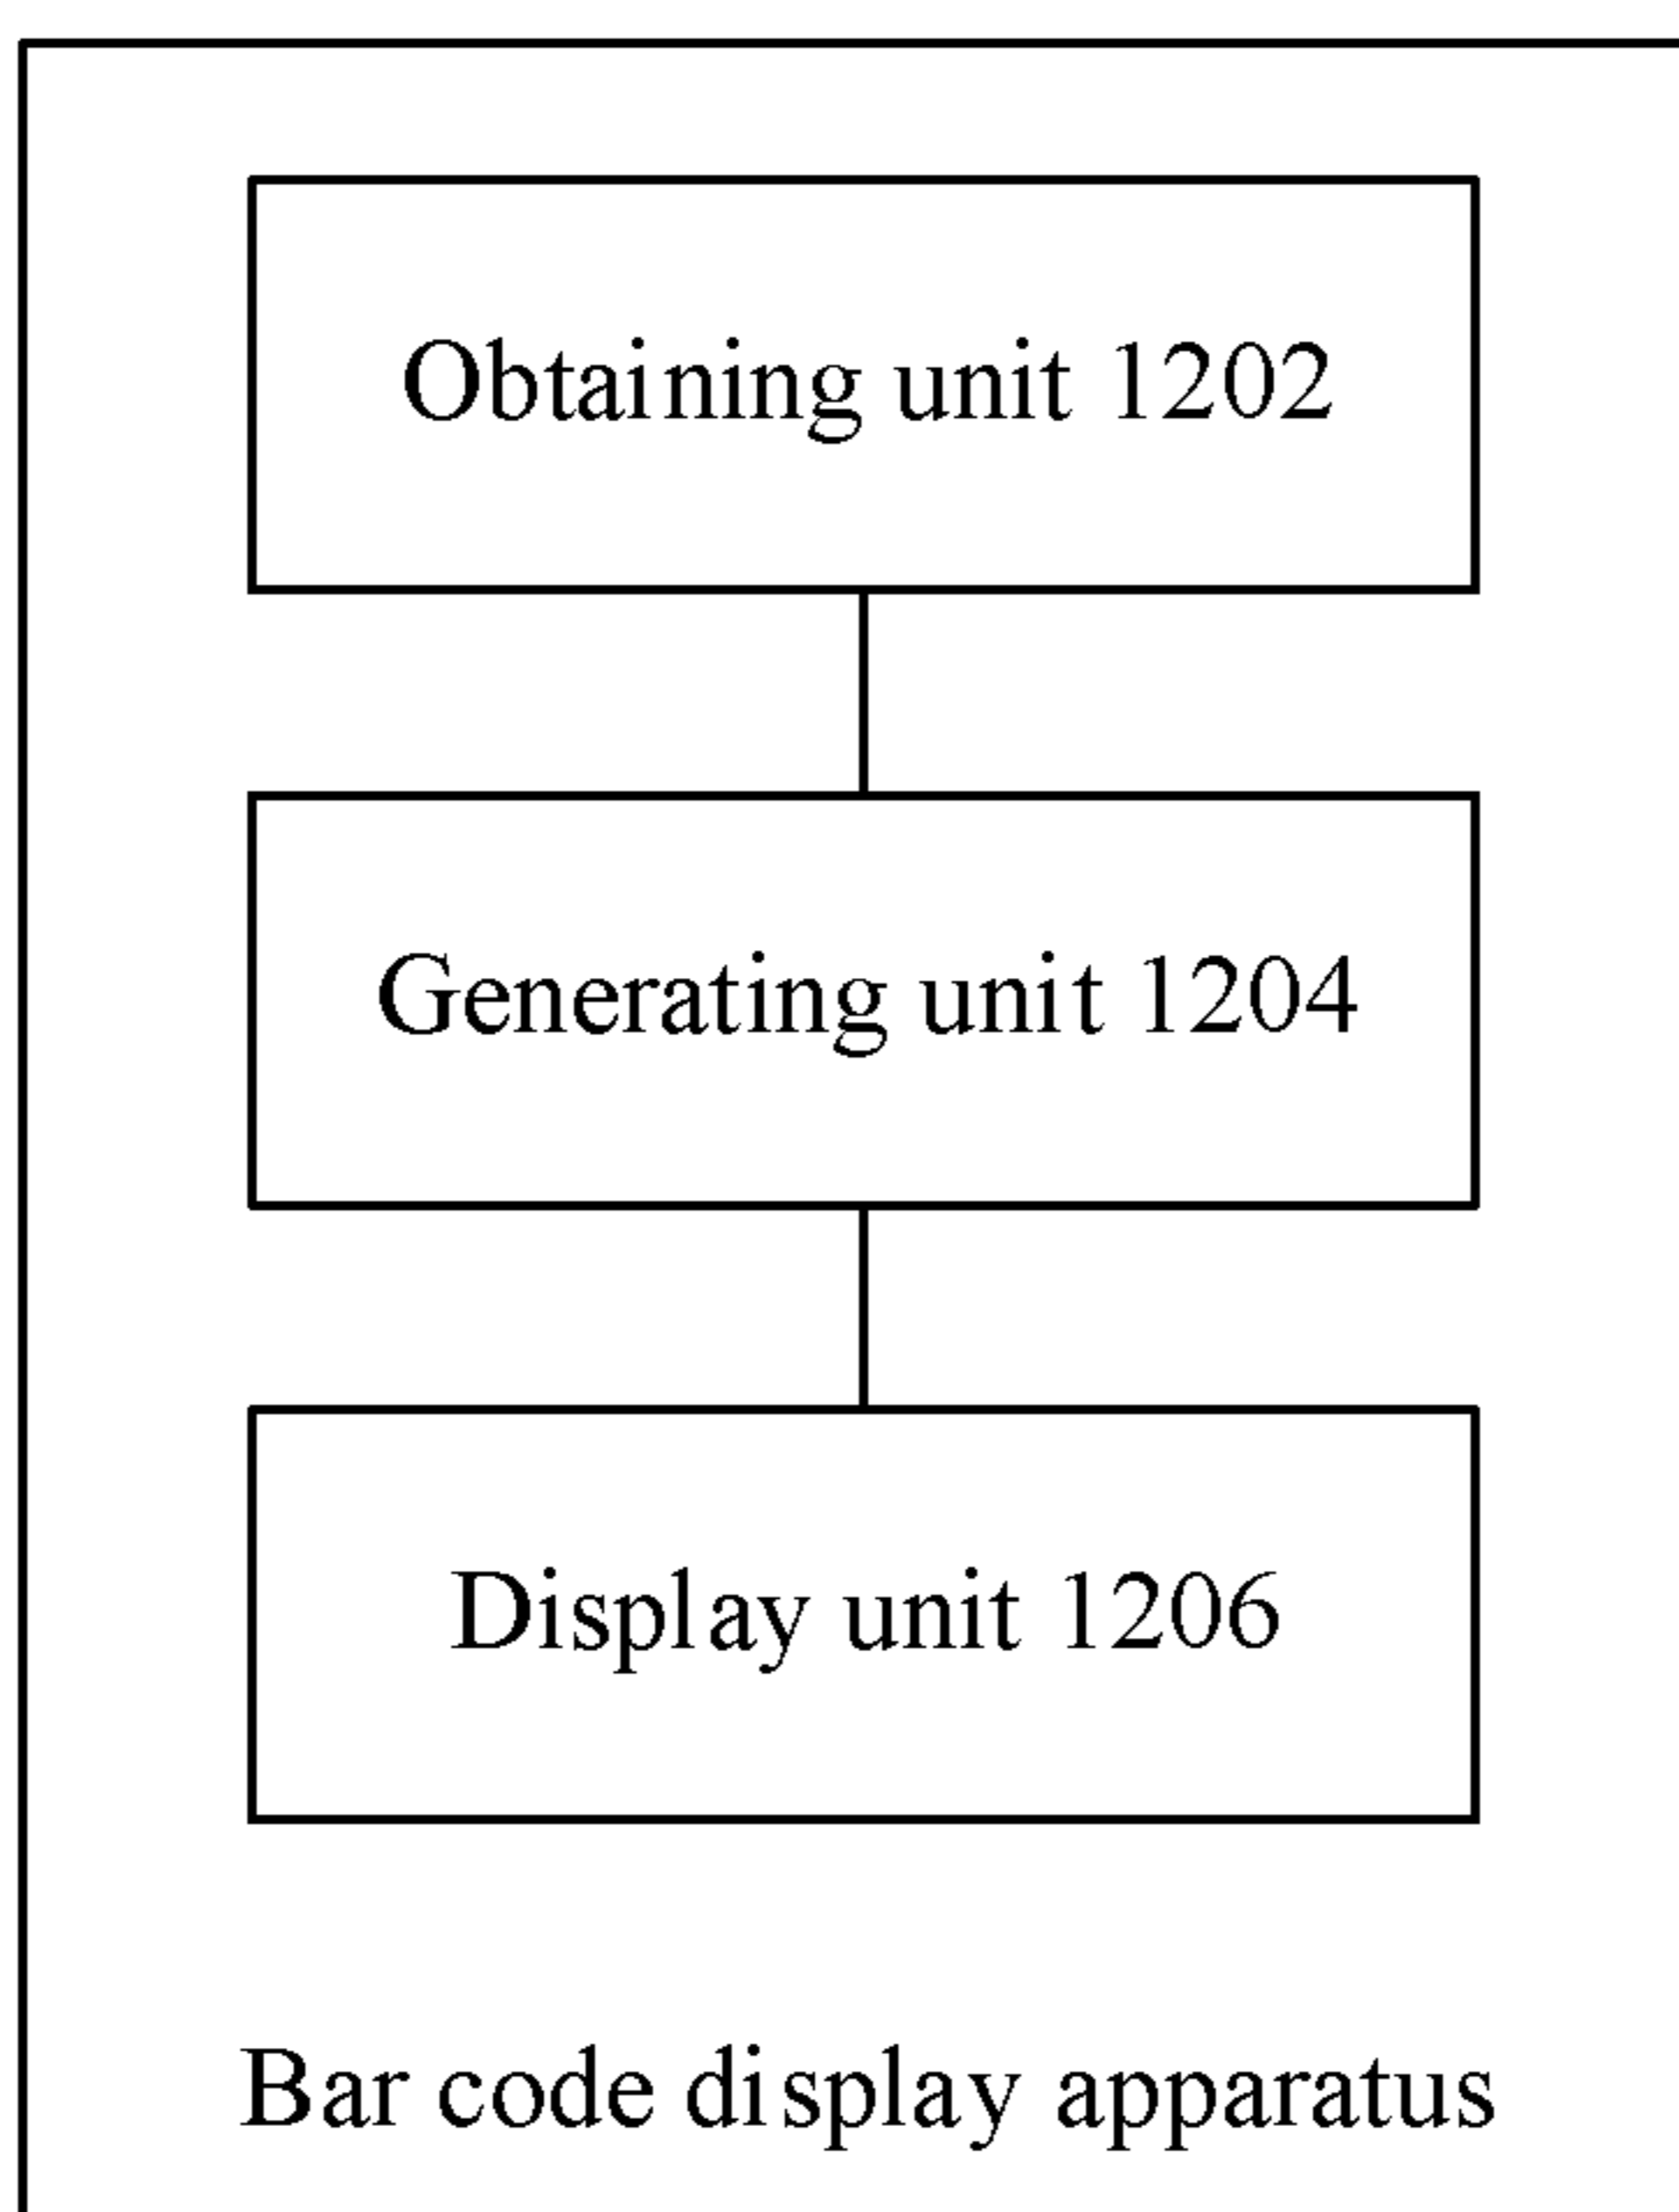 Obtaining unit 1202
Generating unit 1204
Display unit 1206
Bar code display apparatus